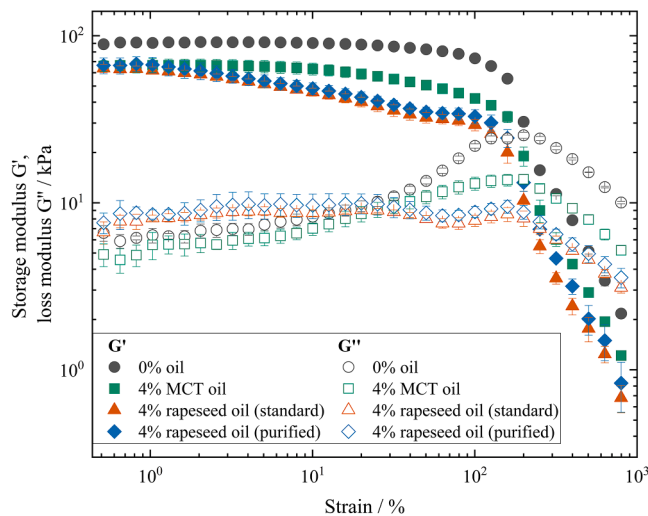 10²
10¹
10⁰
Storage modulus G',
loss modulus G'' / kPa
G' G''
0% oil 0% oil
4% MCT oil 4% MCT oil
4% rapeseed oil (standard) 4% rapeseed oil (standard)
4% rapeseed oil (purified) 4% rapeseed oil (purified)
10⁰ 10¹ 10² 10³
Strain / %